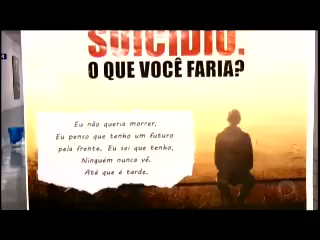 SUICÍDIO.
O QUE VOCÊ FARIA?
Eu não queria morrer,
Eu penso que tenho um futuro
pela frente. Eu sei que tenho,
Ninguém nunca vê.
Até que é tarde.